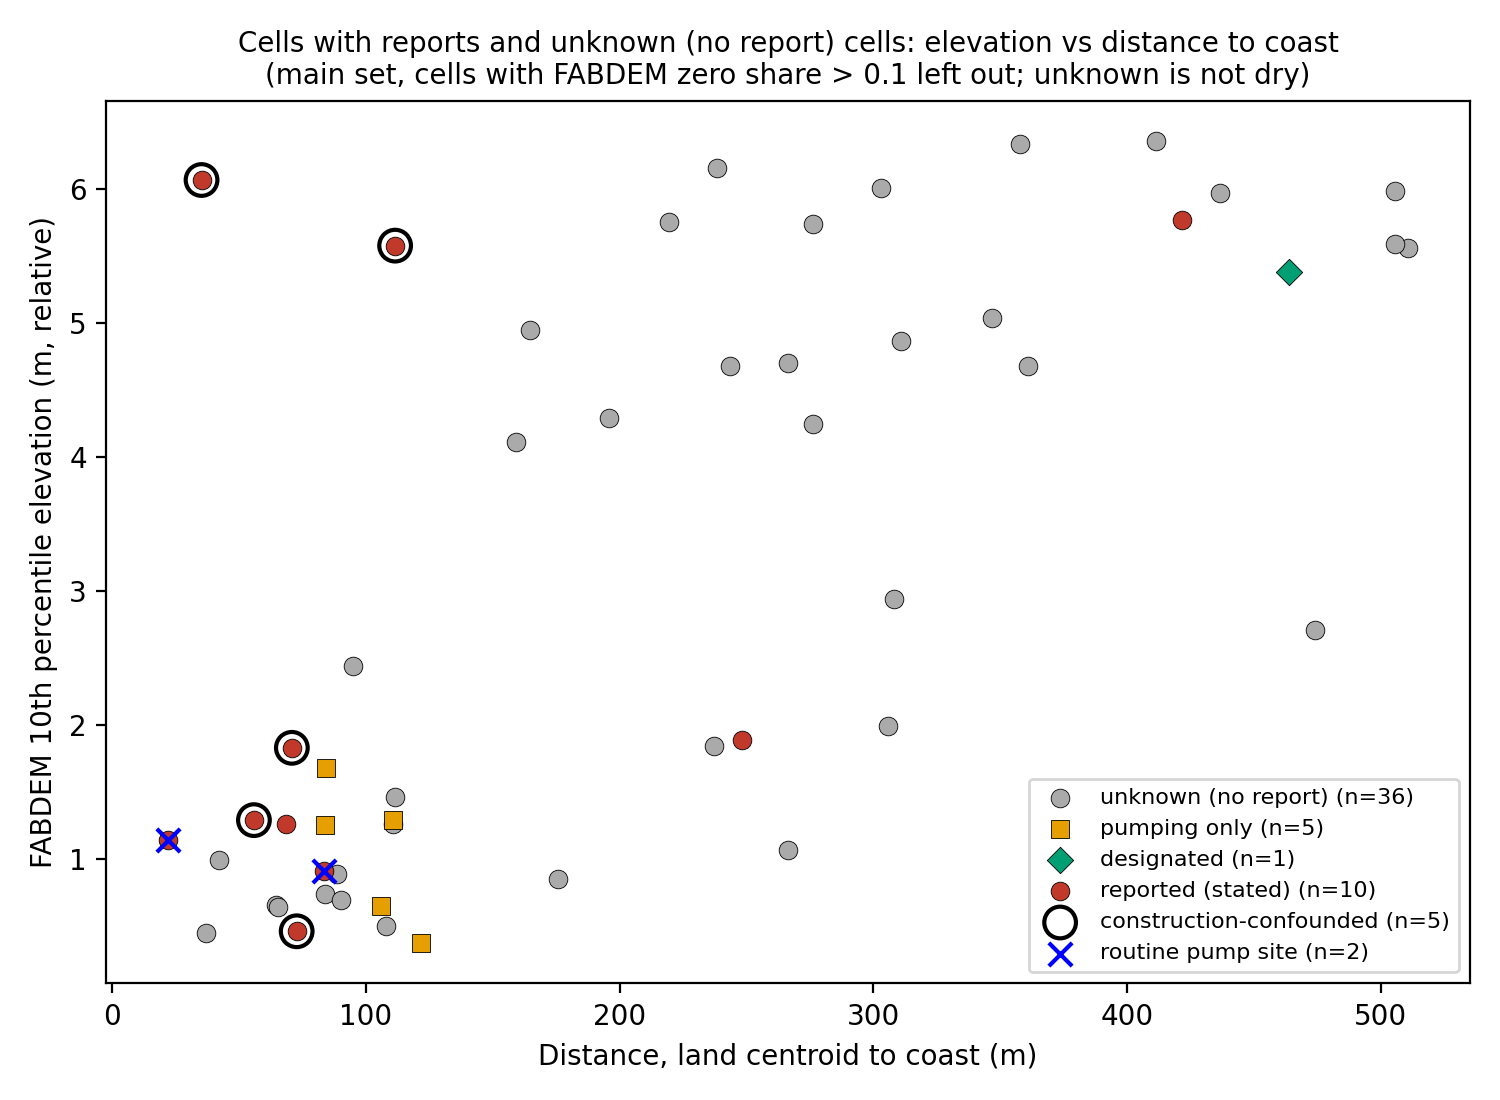 Cells with reports and unknown (no report) cells: elevation vs distance to coast
(main set, cells with FABDEM zero share > 0.1 left out; unknown is not dry)
FABDEM 10th percentile elevation (m, relative)
6
5
4
3
2
1
unknown (no report) (n=36)
pumping only (n=5)
designated (n=1)
reported (stated) (n=10)
construction-confounded (n=5)
routine pump site (n=2)
0
100
200
300
400
500
Distance, land centroid to coast (m)